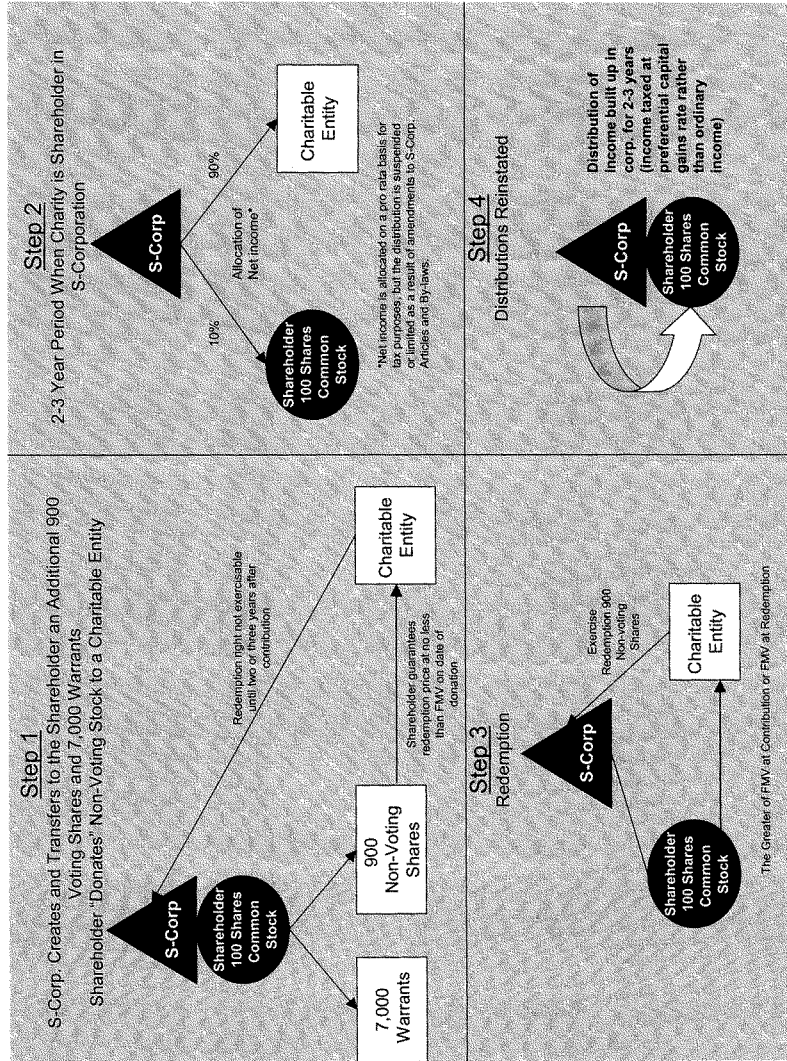 Step 1
S-Corp. Creates and Transfers to the Shareholder an Additional 900
Voting Shares and 7,000 Warrants
Shareholder "Donates" Non-Voting Stock to a Charitable Entity
S-Corp
Shareholder
100 Shares
Common
Stock
7,000
Warrants
900
Non-Voting
Shares
Redemption right not exercisable
until two or three years after
contribution
Shareholder guarantees
redemption price at no less
than FMV on date of
donation
Charitable
Entity
Step 2
2-3 Year Period When Charity is Shareholder in
S-Corporation
S-Corp
10%
90%
Allocation of
Net income*
Shareholder
100 Shares
Common
Stock
Charitable
Entity
*Net income is allocated on a pro rata basis for
tax purposes, but the distribution is suspended
or limited as a result of amendments to S-Corp.
Articles and By-laws.
Step 3
Redemption
S-Corp
Exercise
Redemption 900
Non-voting
Shares
Shareholder
100 Shares
Common
Stock
Charitable
Entity
The Greater of FMV at Contribution or FMV at Redemption
Step 4
Distributions Reinstated
S-Corp
Shareholder
100 Shares
Common
Stock
Distribution of
Income built up in
corp. for 2-3 years
(income taxed at
preferential capital
gains rate rather
than ordinary
income)